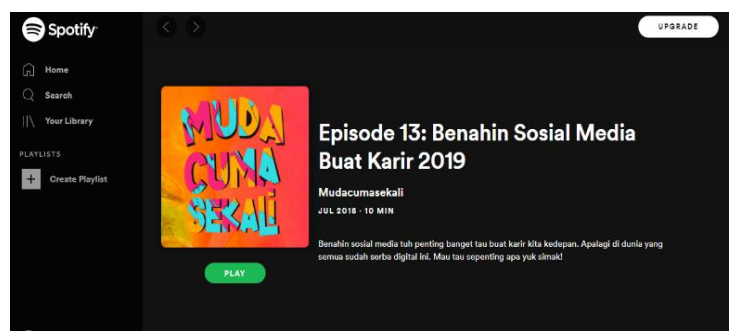 Spotify
UPGRADE
Home
Search
Your Library
PLAYLISTS
Create Playlist
MUDA
CUMA
SEKALI
PLAY
Episode 13: Benahin Sosial Media
Buat Karir 2019
Mudacumasekali
JUL 2018 · 10 MIN
Benahin sosial media tuh penting banget tau buat karir kita kedepan. Apalagi di dunia yang
semua sudah serba digital ini. Mau tau sepenting apa yuk simak!